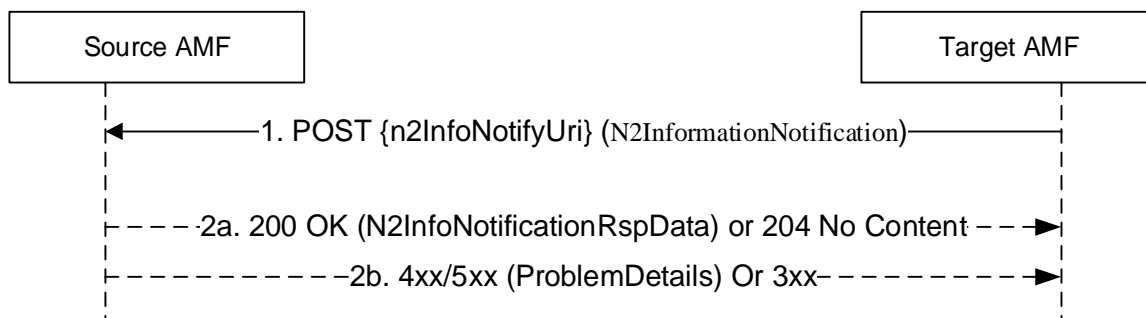 Source AMF
Target AMF
1. POST {n2InfoNotifyUri} (N2InformationNotification)
2a. 200 OK (N2InfoNotificationRspData) or 204 No Content
2b. 4xx/5xx (ProblemDetails) Or 3xx